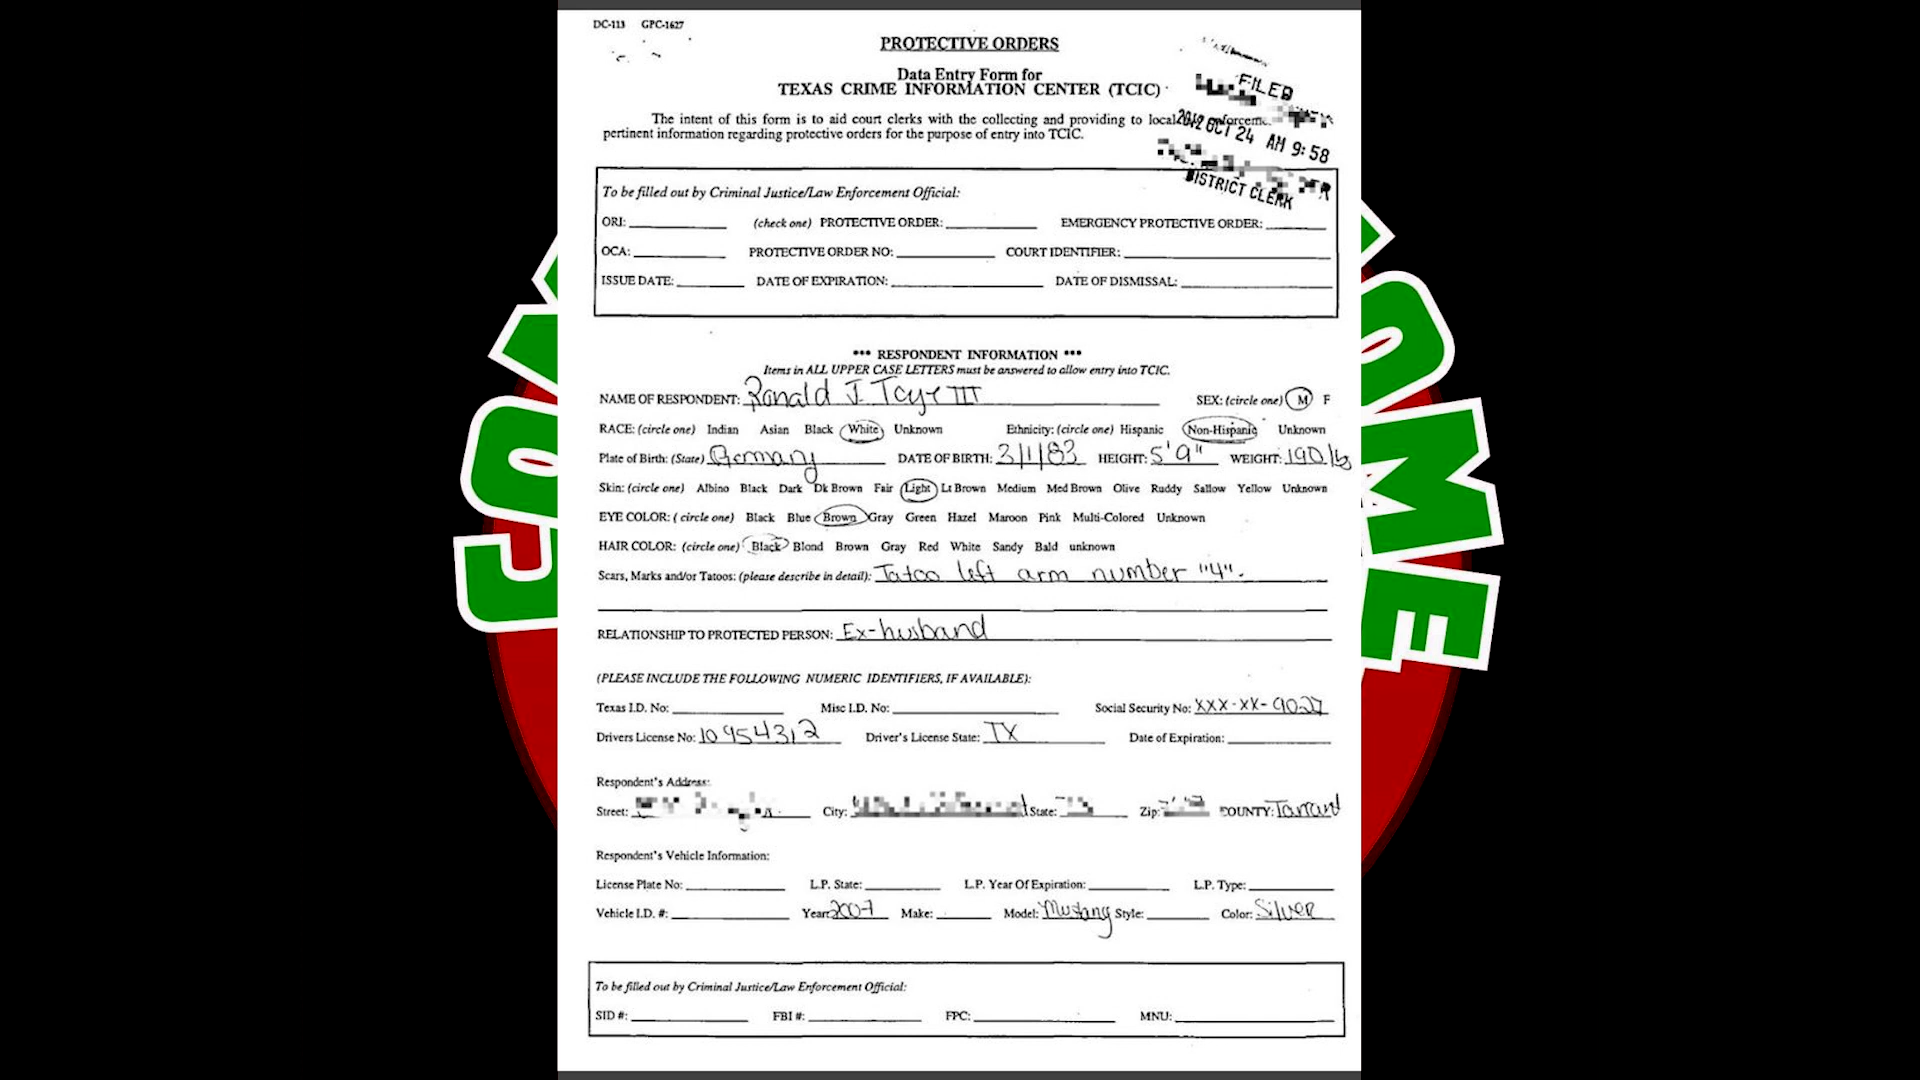 DC-113 GPC-1627
PROTECTIVE ORDERS
Data Entry Form for
TEXAS CRIME INFORMATION CENTER (TCIC)
FILED
The intent of this form is to aid court clerks with the collecting and providing to local
pertinent information regarding protective orders for the purpose of entry into TCIC.
2012 OCT 24 AM 9:58
DISTRICT CLERK
To be filled out by Criminal Justice/Law Enforcement Official:
ORI: (check one) PROTECTIVE ORDER: EMERGENCY PROTECTIVE ORDER:
OCA: PROTECTIVE ORDER NO: COURT IDENTIFIER:
ISSUE DATE: DATE OF EXPIRATION: DATE OF DISMISSAL:
*** RESPONDENT INFORMATION ***
Items in ALL UPPER CASE LETTERS must be answered to allow entry into TCIC.
NAME OF RESPONDENT: Ronald J. Toye III SEX: (circle one) M F
RACE: (circle one) Indian Asian Black White Unknown Ethnicity: (circle one) Hispanic Non-Hispanic Unknown
Plate of Birth: (State) Germany DATE OF BIRTH: 3/1/83 HEIGHT: 5'9" WEIGHT: 190 lbs
Skin: (circle one) Albino Black Dark Dk Brown Fair Light Lt Brown Medium Med Brown Olive Ruddy Sallow Yellow Unknown
EYE COLOR: ( circle one) Black Blue Brown Gray Green Hazel Maroon Pink Multi-Colored Unknown
HAIR COLOR: (circle one) Black Blond Brown Gray Red White Sandy Bald unknown
Scars, Marks and/or Tatoos: (please describe in detail): Tatoo left arm number "4".
RELATIONSHIP TO PROTECTED PERSON: Ex-husband
(PLEASE INCLUDE THE FOLLOWING NUMERIC IDENTIFIERS, IF AVAILABLE):
Texas I.D. No: Misc I.D. No: Social Security No: XXX-XX-9027
Drivers License No: 10954312 Driver's License State: TX Date of Expiration:
Respondent's Address:
Street: City: State: Zip: COUNTY: Tarrant
Respondent's Vehicle Information:
License Plate No: L.P. State: L.P. Year Of Expiration: L.P. Type:
Vehicle I.D. #: Year: 2007 Make: Model: Mustang Style: Color: Silver
To be filled out by Criminal Justice/Law Enforcement Official:
SID #: FBI #: FPC: MNU: